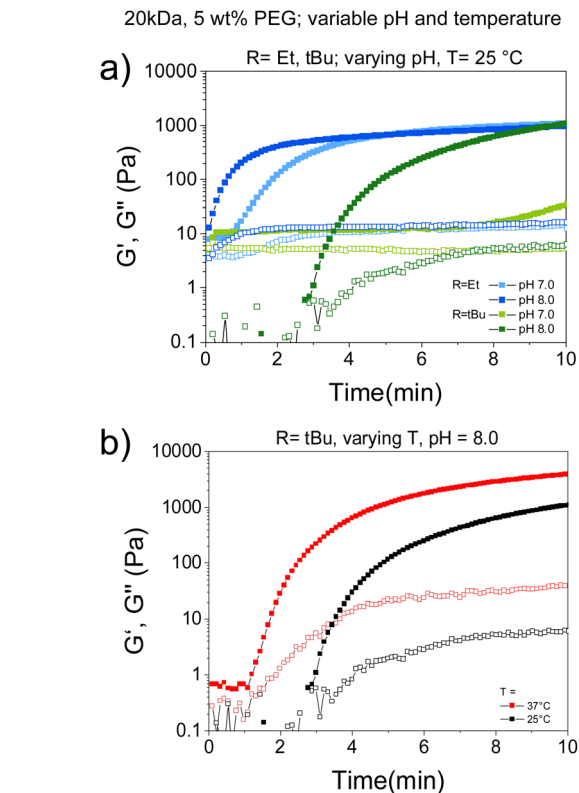 20kDa, 5 wt% PEG; variable pH and temperature
a)
R= Et, tBu; varying pH, T= 25 °C
G', G" (Pa)
10000
1000
100
10
1
0.1
0 2 4 6 8 10
R=Et pH 7.0
pH 8.0
R=tBu pH 7.0
pH 8.0
Time(min)
b)
R= tBu, varying T, pH = 8.0
G‘, G" (Pa)
10000
1000
100
10
1
0.1
0 2 4 6 8 10
T =
37°C
25°C
Time(min)